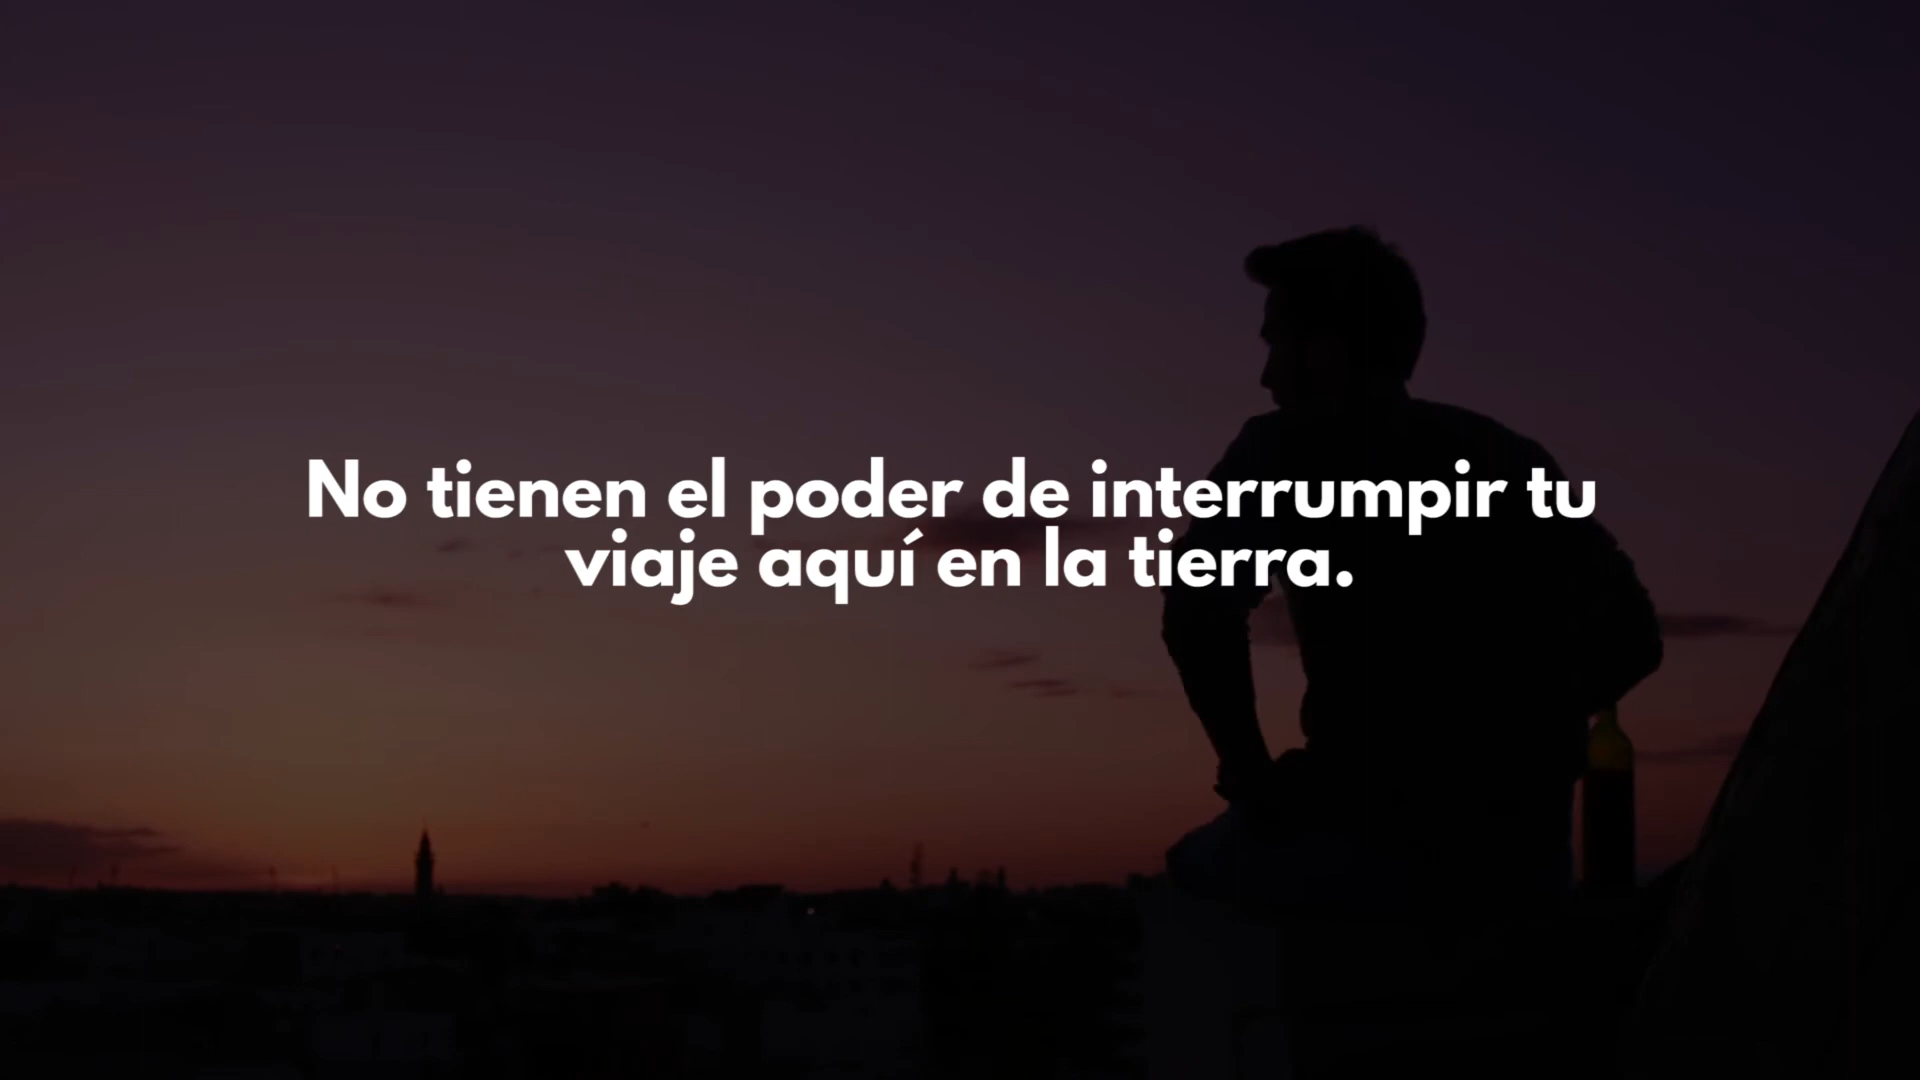 No tienen el poder de interrumpir tu
viaje aquí en la tierra.